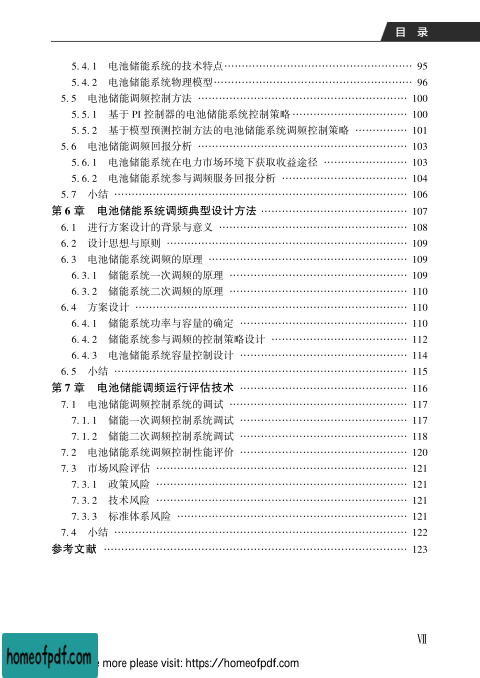 目 录
5.4.1 电池储能系统的技术特点…………………………………………… 95
5.4.2 电池储能系统物理模型……………………………………………… 96
5.5 电池储能调频控制方法 ………………………………………………… 100
5.5.1 基于 PI 控制器的电池储能系统控制策略………………………… 100
5.5.2 基于模型预测控制方法的电池储能系统调频控制策略 ………… 101
5.6 电池储能调频回报分析 ………………………………………………… 103
5.6.1 电池储能系统在电力市场环境下获取收益途径 ………………… 103
5.6.2 电池储能系统参与调频服务回报分析 …………………………… 104
5.7 小结 ……………………………………………………………………… 106
第 6 章 电池储能系统调频典型设计方法 ………………………………… 107
6.1 进行方案设计的背景与意义 …………………………………………… 108
6.2 设计思想与原则 ………………………………………………………… 109
6.3 电池储能系统调频的原理 ……………………………………………… 109
6.3.1 储能系统一次调频的原理 ………………………………………… 109
6.3.2 储能系统二次调频的原理 ………………………………………… 110
6.4 方案设计 ………………………………………………………………… 110
6.4.1 储能系统功率与容量的确定 ……………………………………… 110
6.4.2 储能系统参与调频的控制策略设计 ……………………………… 112
6.4.3 电池储能系统容量控制设计 ……………………………………… 114
6.5 小结 ……………………………………………………………………… 115
第 7 章 电池储能调频运行评估技术 ……………………………………… 116
7.1 电池储能调频控制系统的调试 ………………………………………… 117
7.1.1 储能一次调频控制系统调试 ……………………………………… 117
7.1.2 储能二次调频控制系统调试 ……………………………………… 118
7.2 电池储能系统调频控制性能评价 ……………………………………… 120
7.3 市场风险评估 …………………………………………………………… 121
7.3.1 政策风险 …………………………………………………………… 121
7.3.2 技术风险 …………………………………………………………… 121
7.3.3 标准体系风险 ……………………………………………………… 121
7.4 小结 ……………………………………………………………………… 122
参考文献 ………………………………………………………………………… 123
Ⅶ
homeofpdf.com
more please visit: https://homeofpdf.com